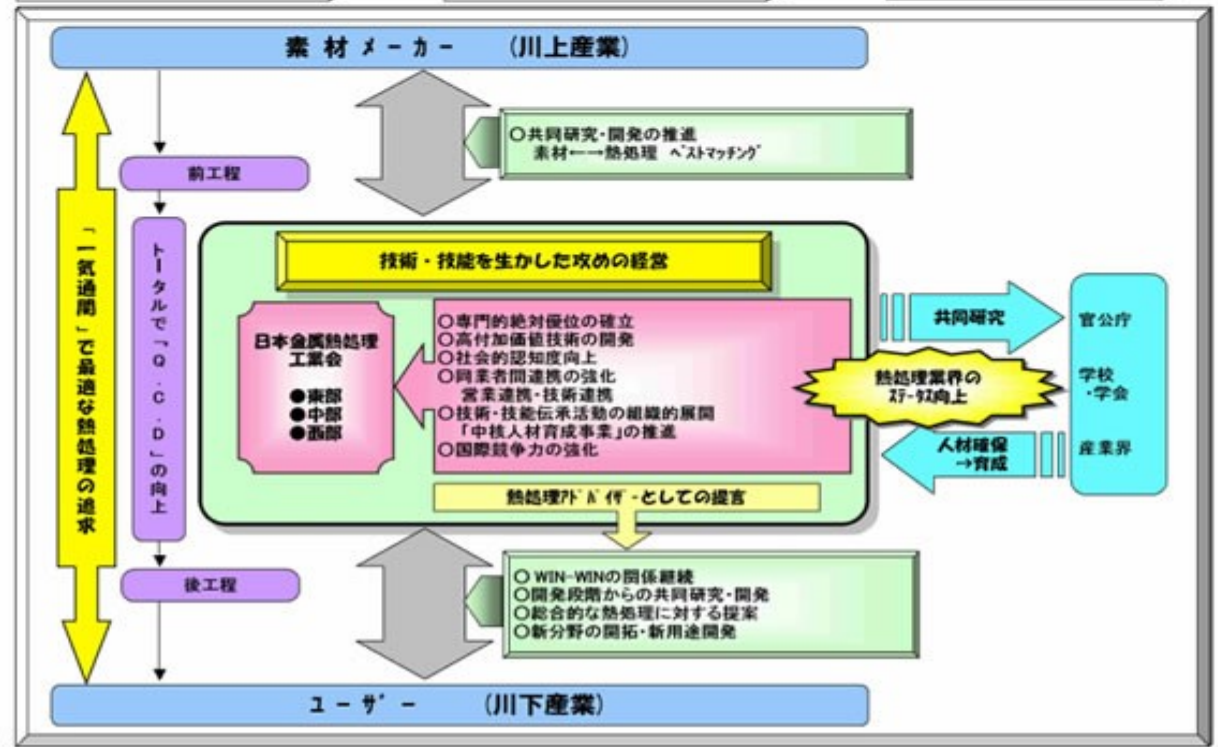 素 材 メ ー カ ー (川上産業)
○共同研究・開発の推進
素材←→熱処理 ﾍﾞｽﾄマッチング
前工程
「一気通関」で最適な熱処理の追求
トータルで「Q.C.D」の向上
技術・技能を生かした攻めの経営
日本金属熱処理
工業会
●東部
●中部
●西部
○専門的絶対優位の確立
○高付加価値技術の開発
○社会的認知度向上
○同業者間連携の強化
営業連携・技術連携
○技術・技能伝承活動の組織的展開
「中核人材育成事業」の推進
○国際競争力の強化
共同研究
熱処理業界の
ｽﾃｰﾀｽ向上
人材確保
→育成
官公庁
学校
・学会
産業界
熱処理ｱﾄﾞﾊﾞｲｻﾞｰとしての提言
後工程
○ WIN-WINの関係継続
○開発段階からの共同研究・開発
○総合的な熱処理に対する提案
○新分野の開拓・新用途開発
ユ ー ザ ー (川下産業)